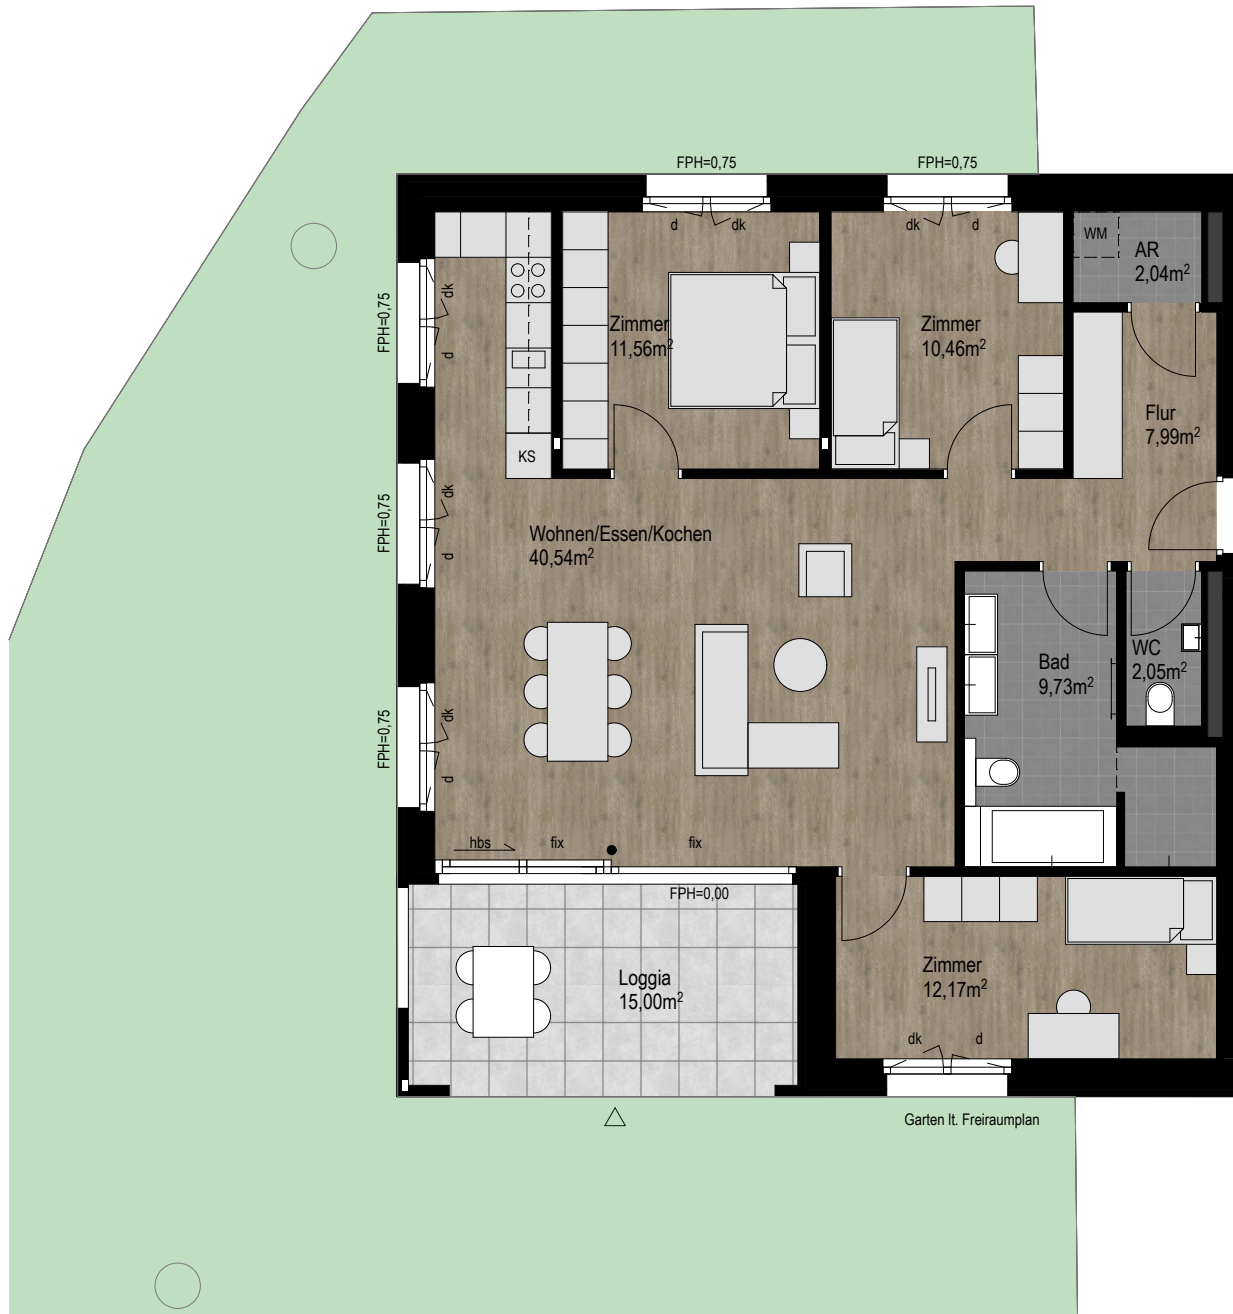 FPH=0,75
FPH=0,75
d
dk
dk
d
WM
AR
2,04m²
FPH=0,75
dk
d
Zimmer
11,56m²
Zimmer
10,46m²
Flur
7,99m²
KS
FPH=0,75
dk
d
Wohnen/Essen/Kochen
40,54m²
Bad
9,73m²
WC
2,05m²
FPH=0,75
dk
d
hbs
fix
fix
FPH=0,00
Loggia
15,00m²
Zimmer
12,17m²
dk
d
Garten lt. Freiraumplan